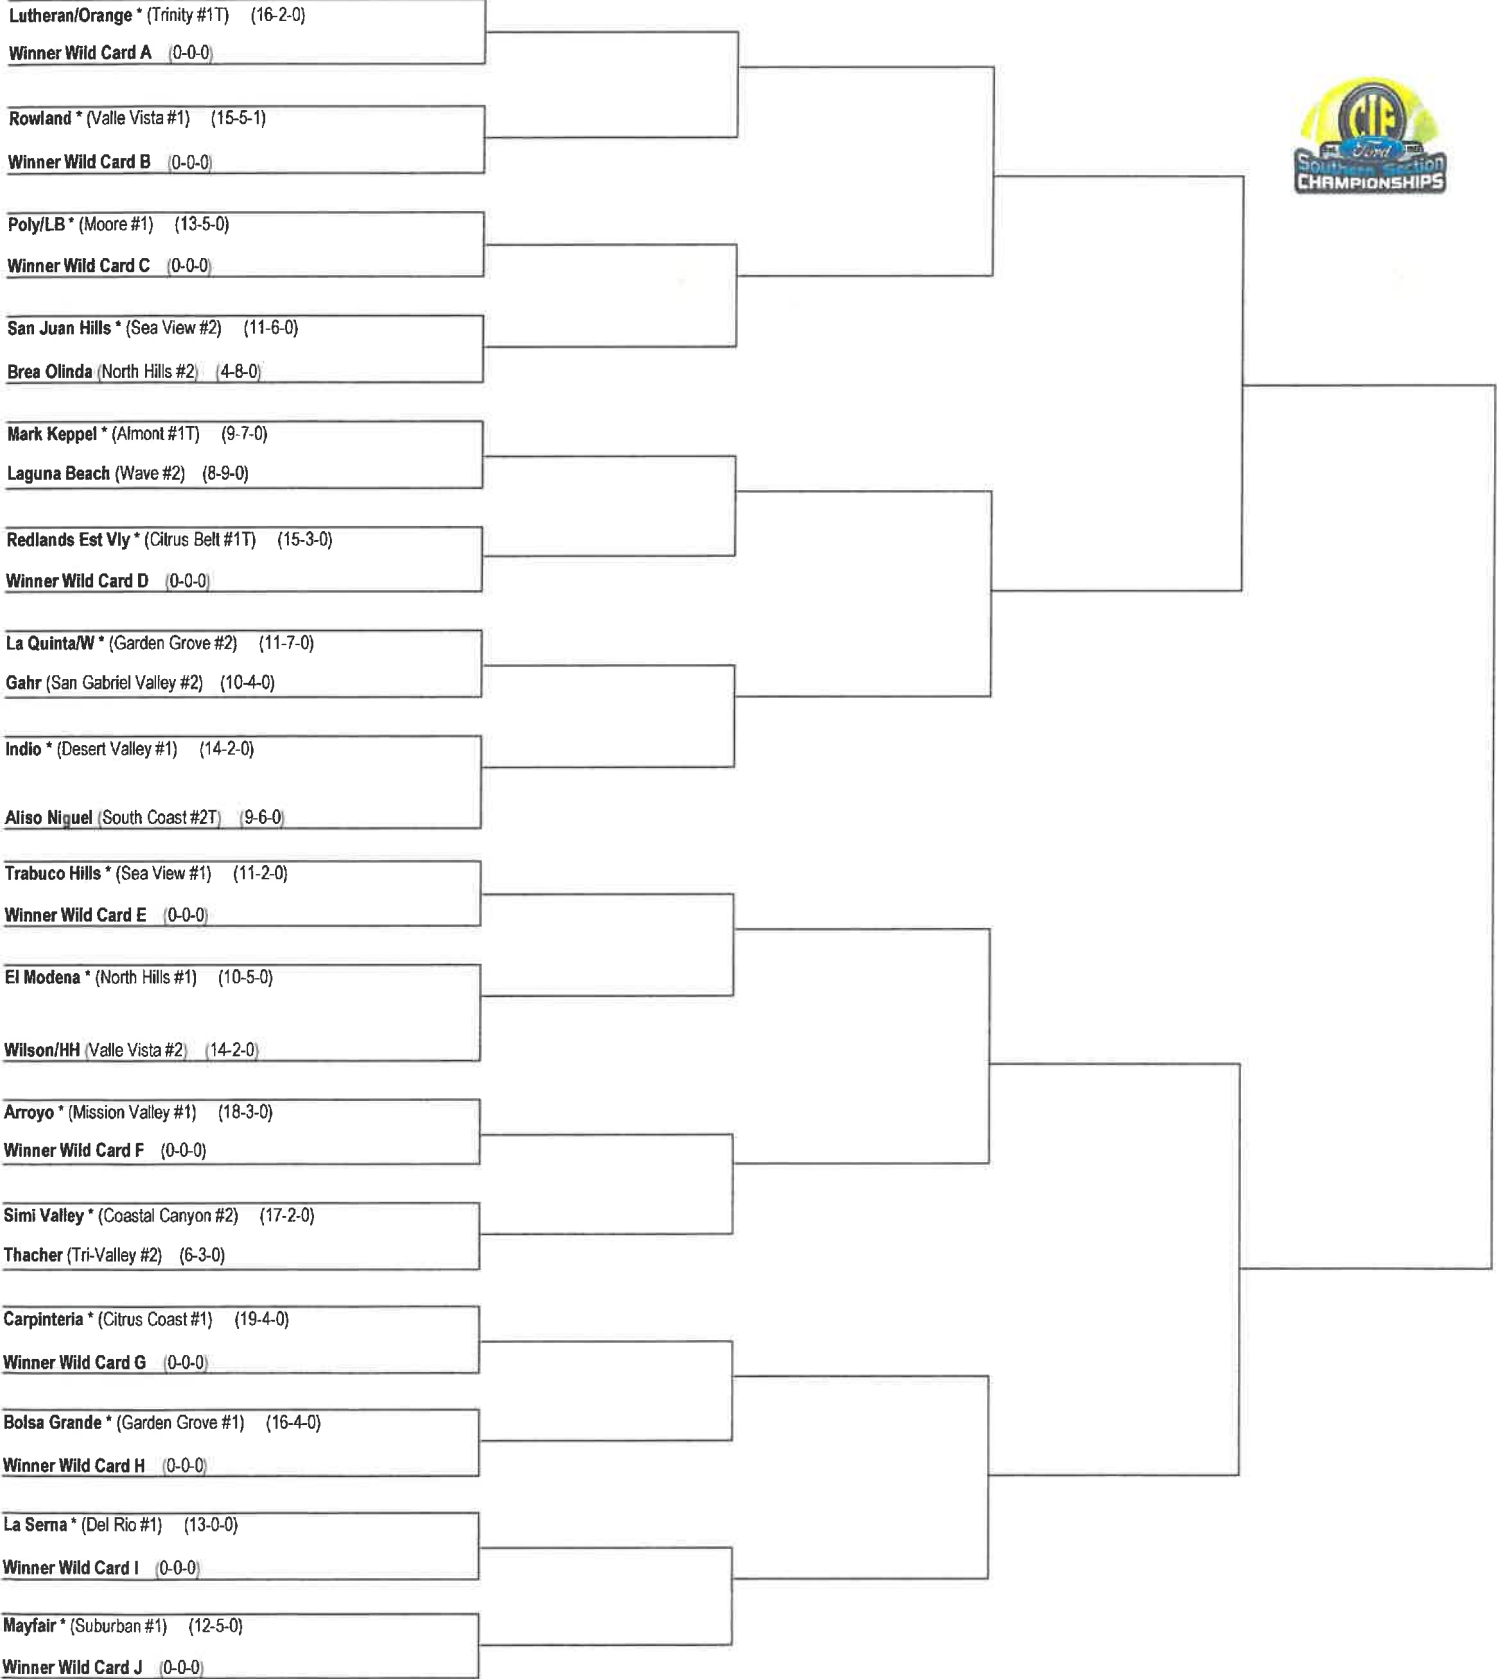 Lutheran/Orange * (Trinity #1T) (16-2-0)
Winner Wild Card A (0-0-0)
Rowland * (Valle Vista #1) (15-5-1)
Winner Wild Card B (0-0-0)
Poly/LB * (Moore #1) (13-5-0)
Winner Wild Card C (0-0-0)
San Juan Hills * (Sea View #2) (11-6-0)
Brea Olinda (North Hills #2) (4-8-0)
Mark Keppel * (Almont #1T) (9-7-0)
Laguna Beach (Wave #2) (8-9-0)
Redlands Est Vly * (Citrus Belt #1T) (15-3-0)
Winner Wild Card D (0-0-0)
La Quinta/W * (Garden Grove #2) (11-7-0)
Gahr (San Gabriel Valley #2) (10-4-0)
Indio * (Desert Valley #1) (14-2-0)
Aliso Niguel (South Coast #2T) (9-6-0)
Trabuco Hills * (Sea View #1) (11-2-0)
Winner Wild Card E (0-0-0)
El Modena * (North Hills #1) (10-5-0)
Wilson/HH (Valle Vista #2) (14-2-0)
Arroyo * (Mission Valley #1) (18-3-0)
Winner Wild Card F (0-0-0)
Simi Valley * (Coastal Canyon #2) (17-2-0)
Thacher (Tri-Valley #2) (6-3-0)
Carpinteria * (Citrus Coast #1) (19-4-0)
Winner Wild Card G (0-0-0)
Bolsa Grande * (Garden Grove #1) (16-4-0)
Winner Wild Card H (0-0-0)
La Serna * (Del Rio #1) (13-0-0)
Winner Wild Card I (0-0-0)
Mayfair * (Suburban #1) (12-5-0)
Winner Wild Card J (0-0-0)
CIF
Ford
Southern Section
CHAMPIONSHIPS